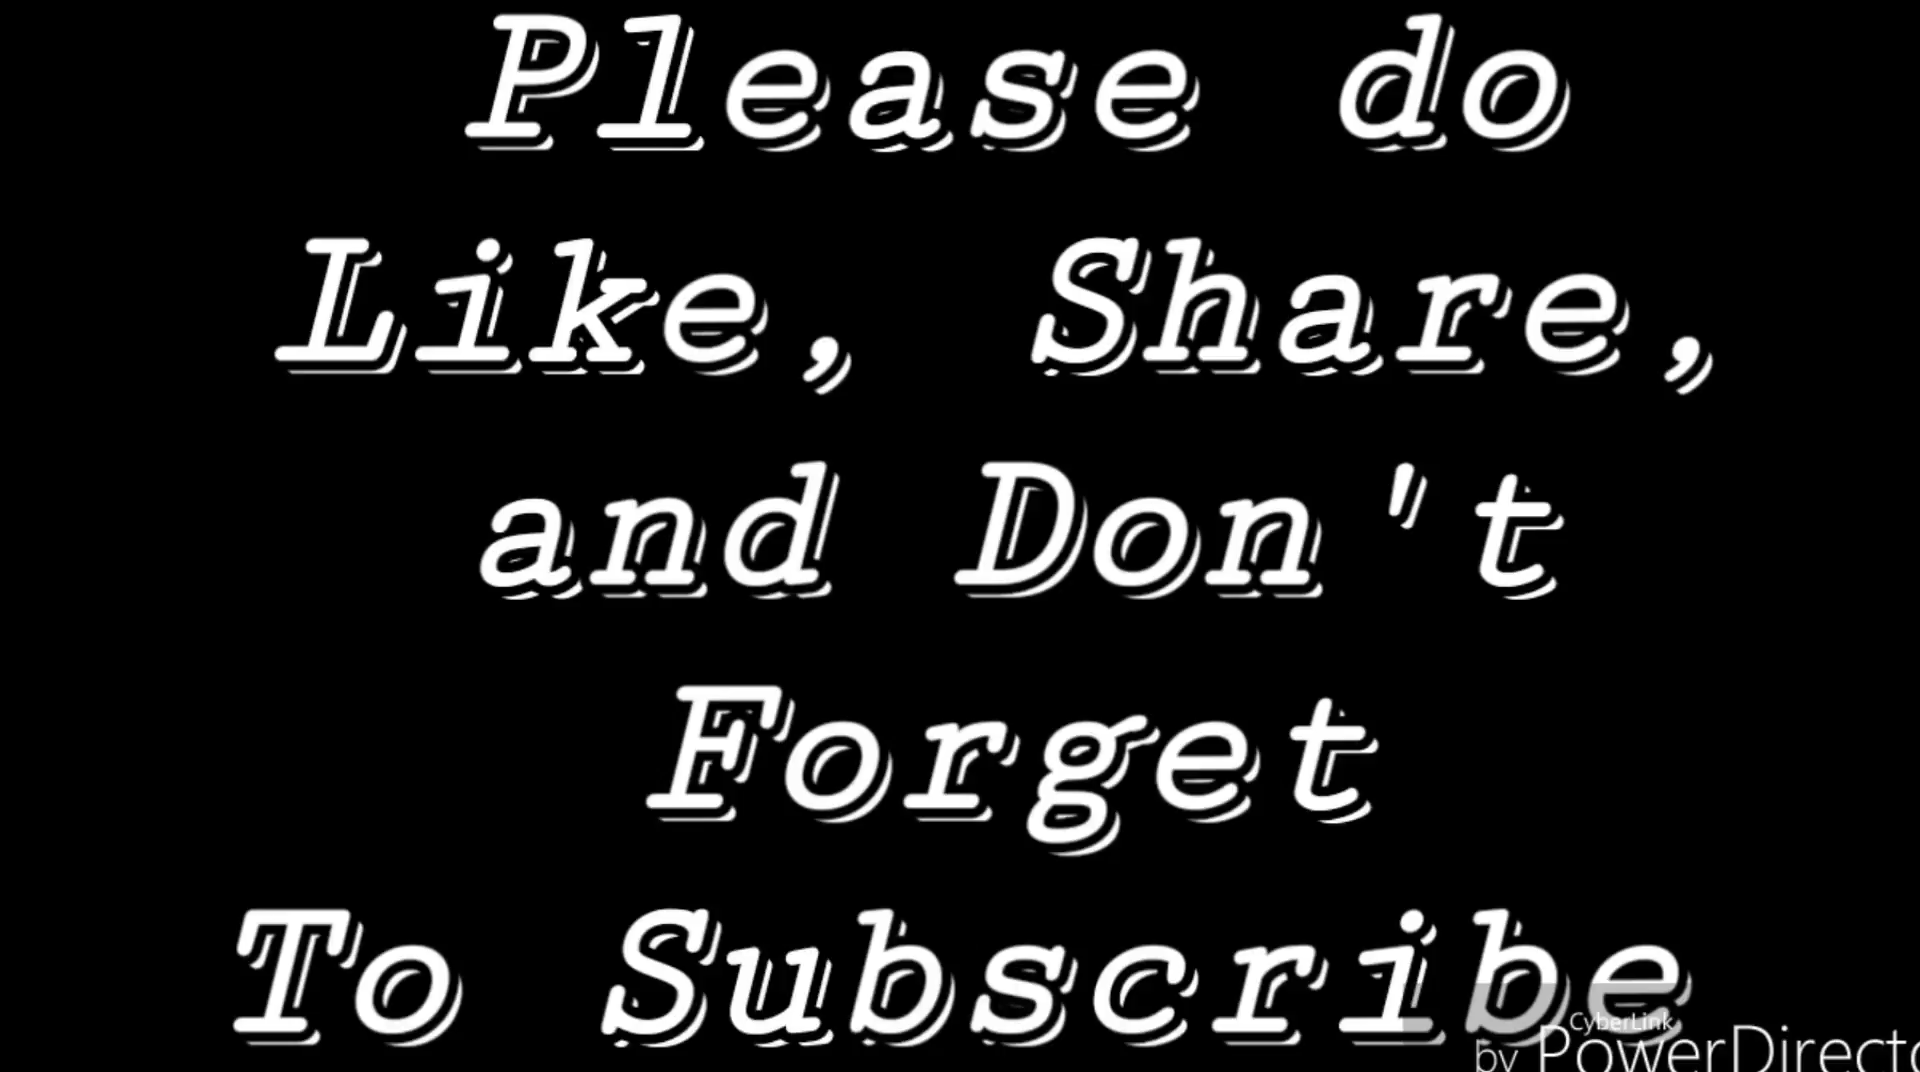 Please do
Like, Share,
and Don't
Forget
To Subscribe
CyberLink
by PowerDirecto